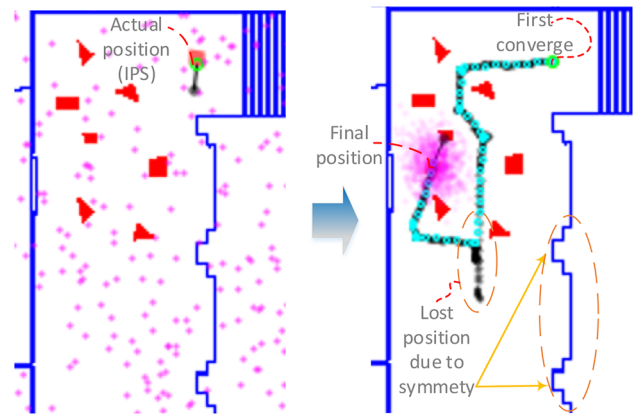 Actual
position
(IPS)
First
converge
Final
position
Lost
position
due to
symmety